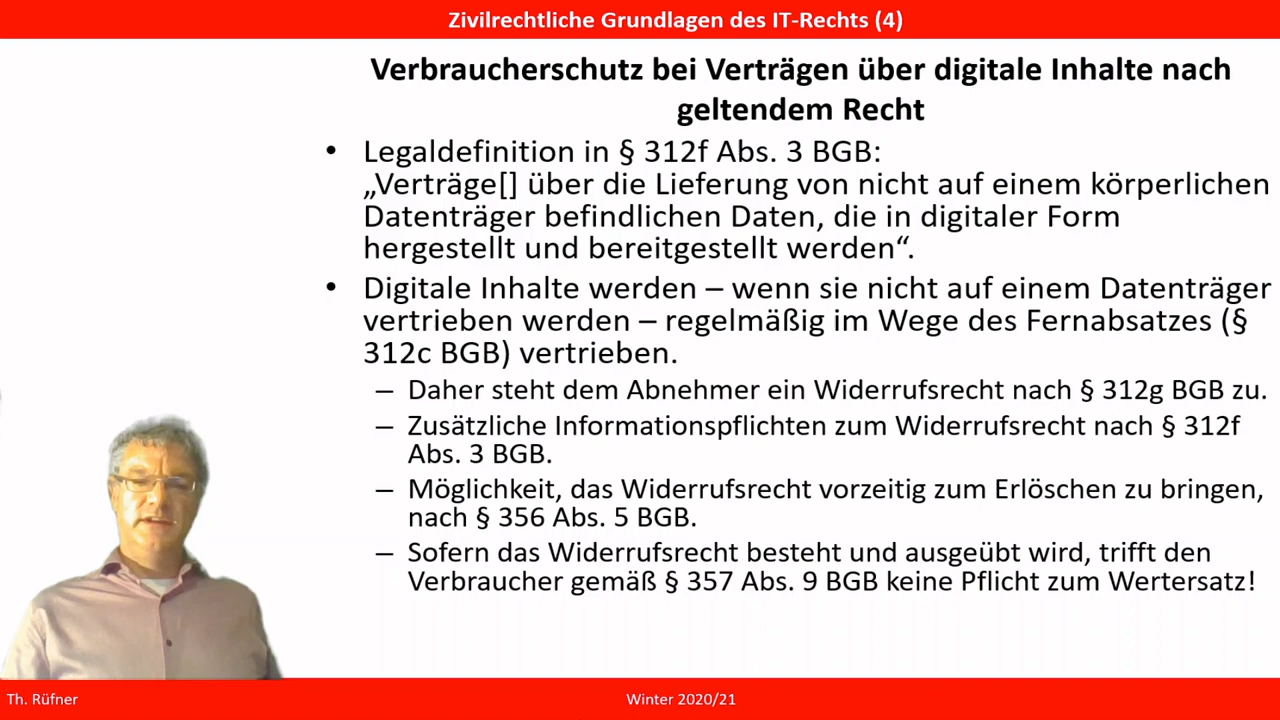 Zivilrechtliche Grundlagen des IT-Rechts (4)
Verbraucherschutz bei Verträgen über digitale Inhalte nach
geltendem Recht
• Legaldefinition in § 312f Abs. 3 BGB:
„Verträge[] über die Lieferung von nicht auf einem körperlichen
Datenträger befindlichen Daten, die in digitaler Form
hergestellt und bereitgestellt werden“.
• Digitale Inhalte werden – wenn sie nicht auf einem Datenträger
vertrieben werden – regelmäßig im Wege des Fernabsatzes (§
312c BGB) vertrieben.
– Daher steht dem Abnehmer ein Widerrufsrecht nach § 312g BGB zu.
– Zusätzliche Informationspflichten zum Widerrufsrecht nach § 312f
Abs. 3 BGB.
– Möglichkeit, das Widerrufsrecht vorzeitig zum Erlöschen zu bringen,
nach § 356 Abs. 5 BGB.
– Sofern das Widerrufsrecht besteht und ausgeübt wird, trifft den
Verbraucher gemäß § 357 Abs. 9 BGB keine Pflicht zum Wertersatz!
Th. Rüfner
Winter 2020/21